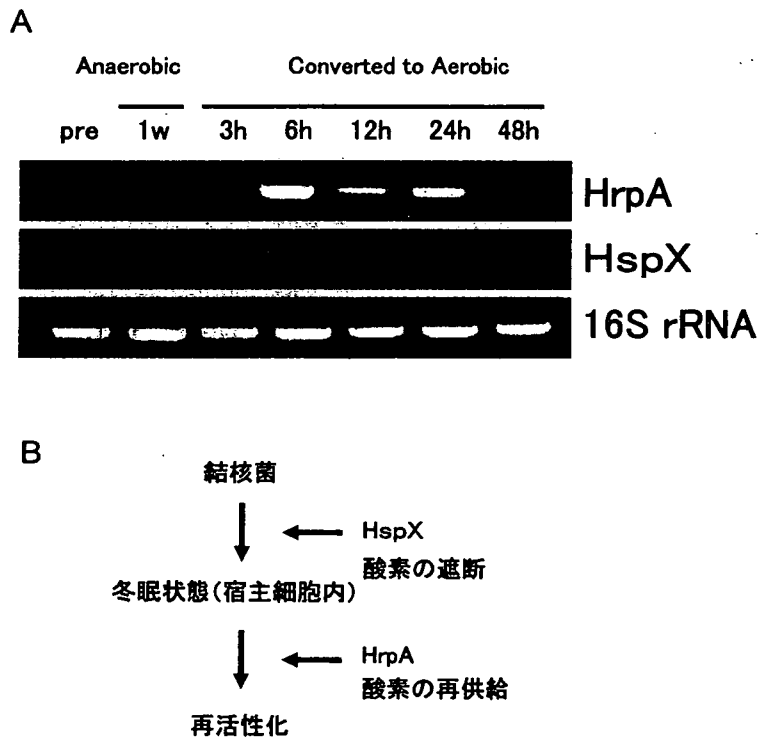 A
Anaerobic Converted to Aerobic
pre 1w 3h 6h 12h 24h 48h
HrpA
HspX
16S rRNA
B
結核菌
HspX
酸素の遮断
冬眠状態(宿主細胞内)
HrpA
酸素の再供給
再活性化